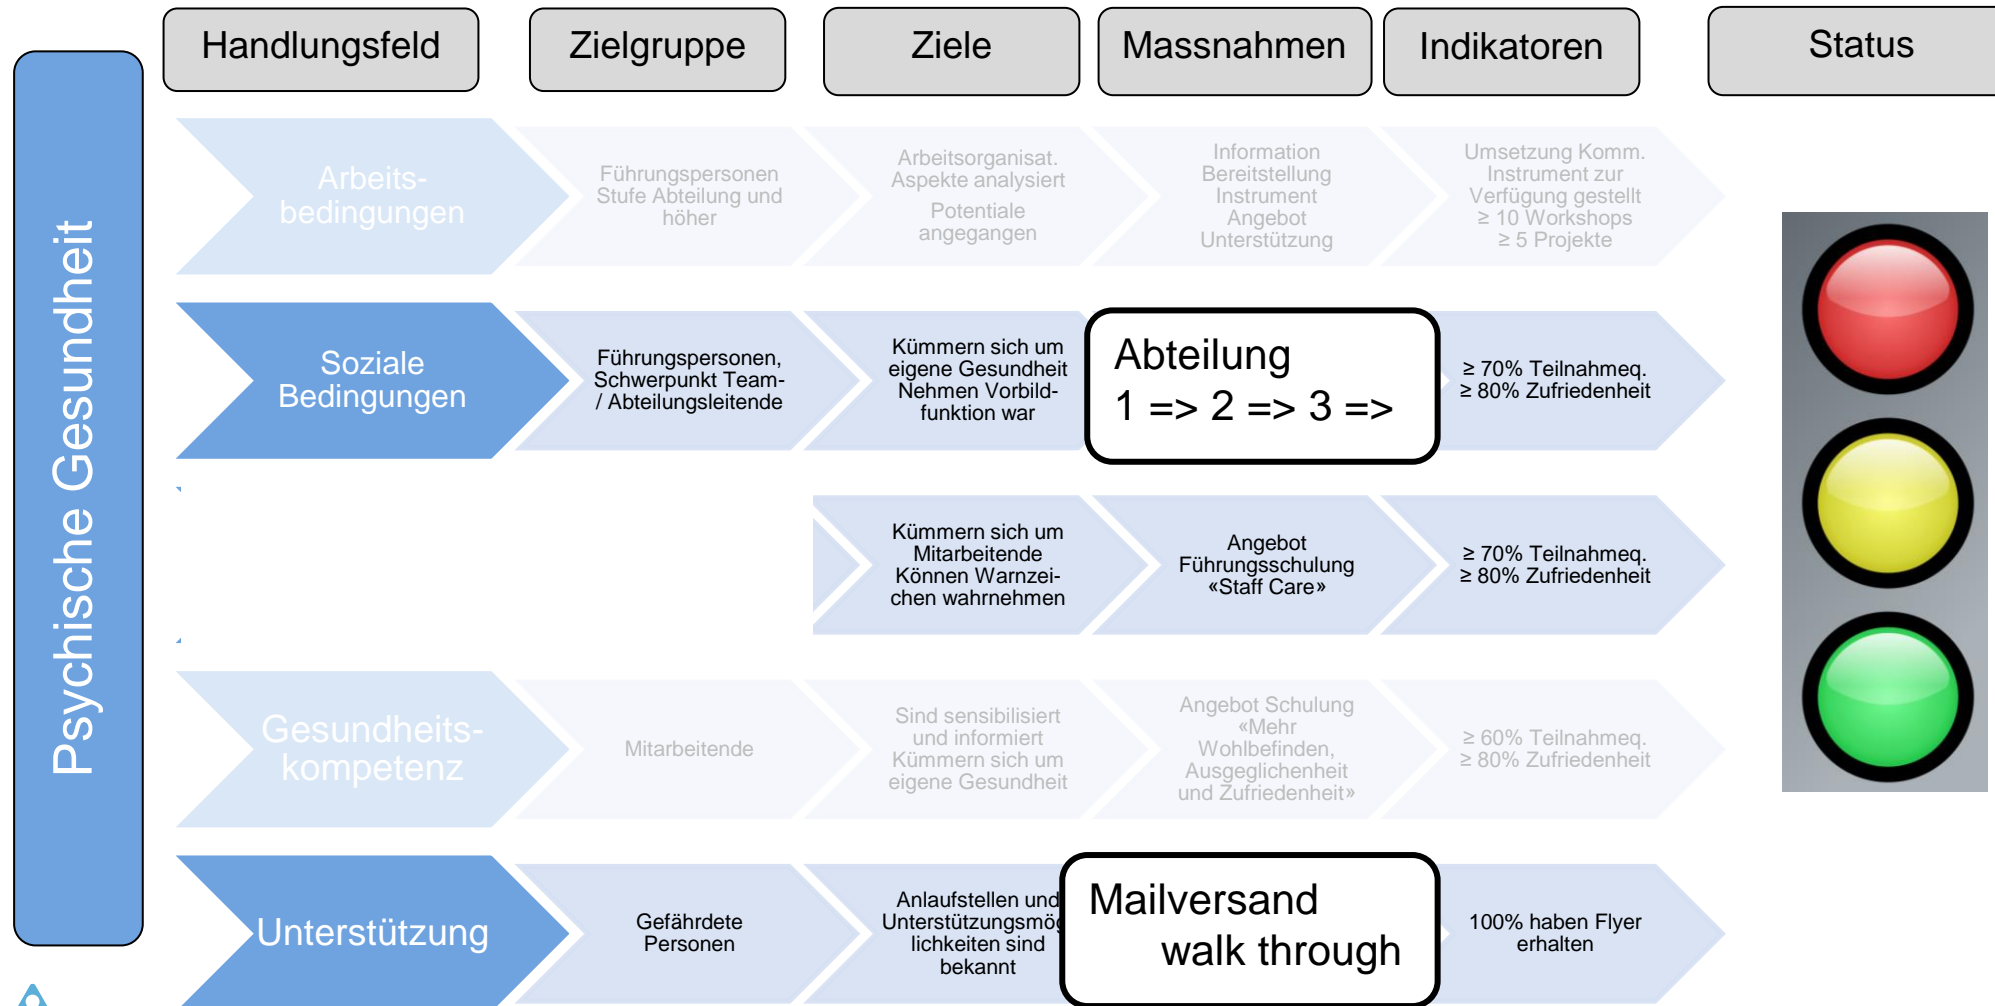 Handlungsfeld
Zielgruppe
Ziele
Massnahmen
Indikatoren
Status
Psychische Gesundheit
Arbeits-
bedingungen
Führungspersonen
Stufe Abteilung und
höher
Arbeitsorganisat.
Aspekte analysiert
Potentiale
angegangen
Information
Bereitstellung
Instrument
Angebot
Unterstützung
Umsetzung Komm.
Instrument zur
Verfügung gestellt
≥ 10 Workshops
≥ 5 Projekte
Soziale
Bedingungen
Führungspersonen,
Schwerpunkt Team-
/ Abteilungsleitende
Kümmern sich um
eigene Gesundheit
Nehmen Vorbild-
funktion war
Abteilung
1 => 2 => 3 =>
≥ 70% Teilnahmeq.
≥ 80% Zufriedenheit
Kümmern sich um
Mitarbeitende
Können Warnzei-
chen wahrnehmen
Angebot
Führungsschulung
«Staff Care»
≥ 70% Teilnahmeq.
≥ 80% Zufriedenheit
Gesundheits-
kompetenz
Mitarbeitende
Sind sensibilisiert
und informiert
Kümmern sich um
eigene Gesundheit
Angebot Schulung
«Mehr
Wohlbefinden,
Ausgeglichenheit
und Zufriedenheit»
≥ 60% Teilnahmeq.
≥ 80% Zufriedenheit
Unterstützung
Gefährdete
Personen
Anlaufstellen und
Unterstützungsmög
lichkeiten sind
bekannt
Mailversand
walk through
100% haben Flyer
erhalten